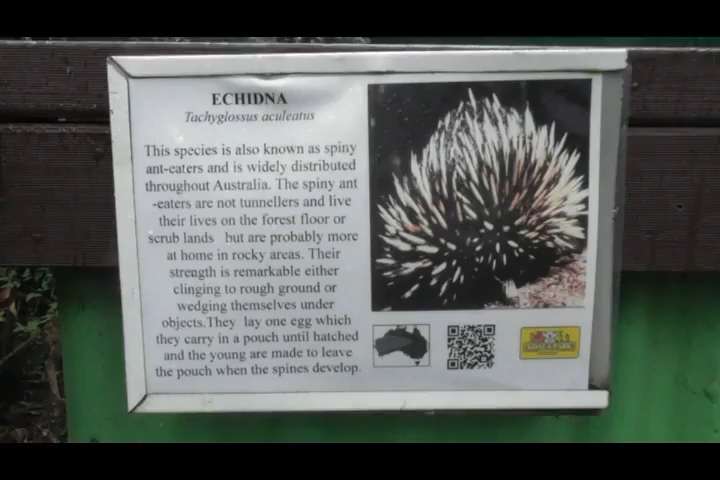 ECHIDNA
Tachyglossus aculeatus
This species is also known as spiny
ant-eaters and is widely distributed
throughout Australia. The spiny ant
-eaters are not tunnellers and live
their lives on the forest floor or
scrub lands but are probably more
at home in rocky areas. Their
strength is remarkable either
clinging to rough ground or
wedging themselves under
objects.They lay one egg which
they carry in a pouch until hatched
and the young are made to leave
the pouch when the spines develop.